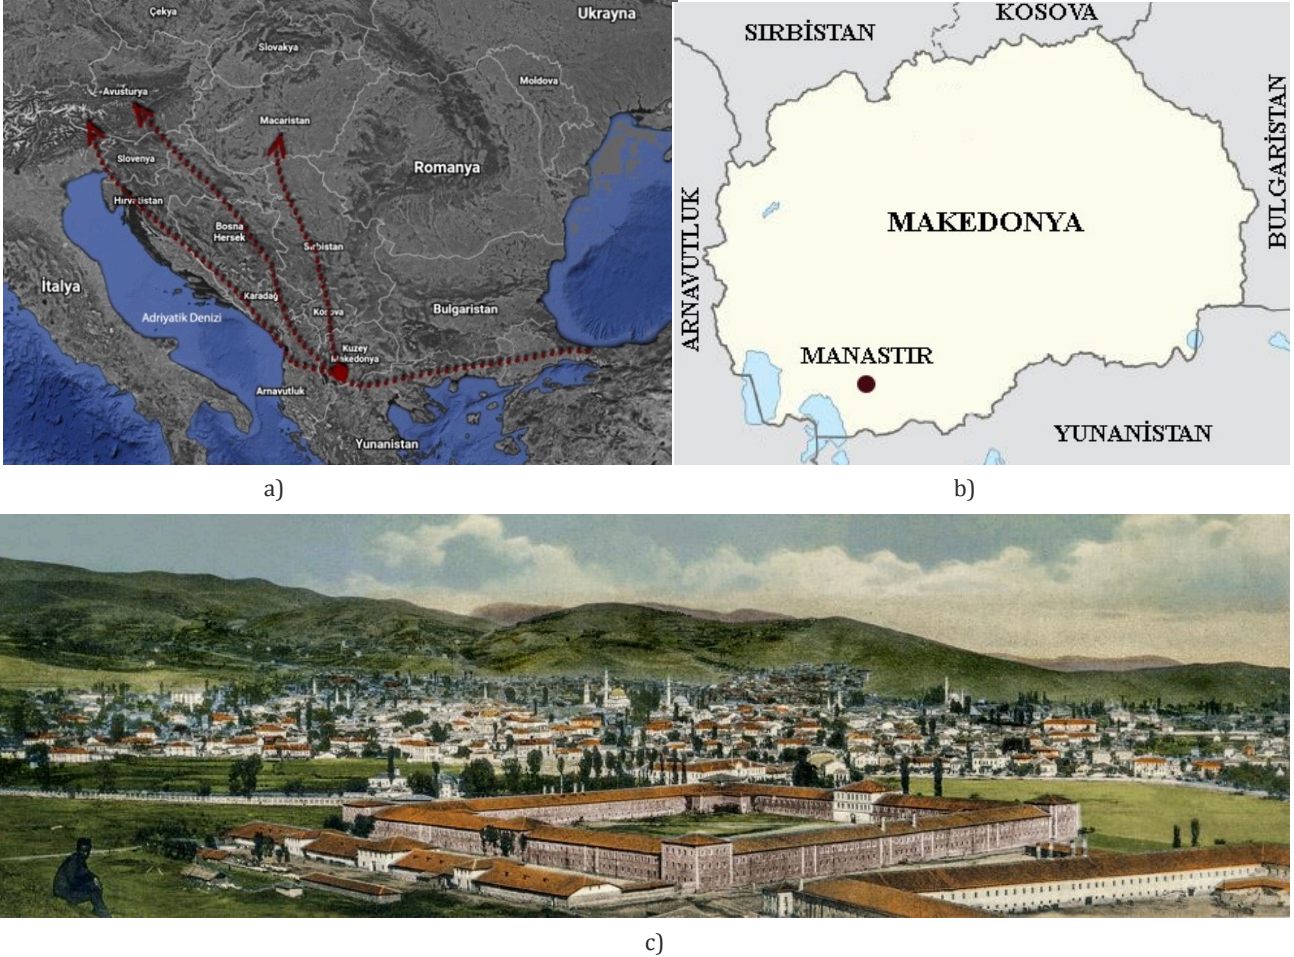 Çekya
Ukrayna
Slovakya
Moldova
Avusturya
Macaristan
Slovenya
Romanya
Hırvatistan
Bosna
Hersek
Sırbistan
İtalya
Karadağ
Adriyatik Denizi
Kosova
Bulgaristan
Kuzey
Makedonya
Arnavutluk
Yunanistan
a)
KOSOVA
SIRBİSTAN
BULGARİSTAN
ARNAVUTLUK
MAKEDONYA
MANASTIR
YUNANİSTAN
b)
c)